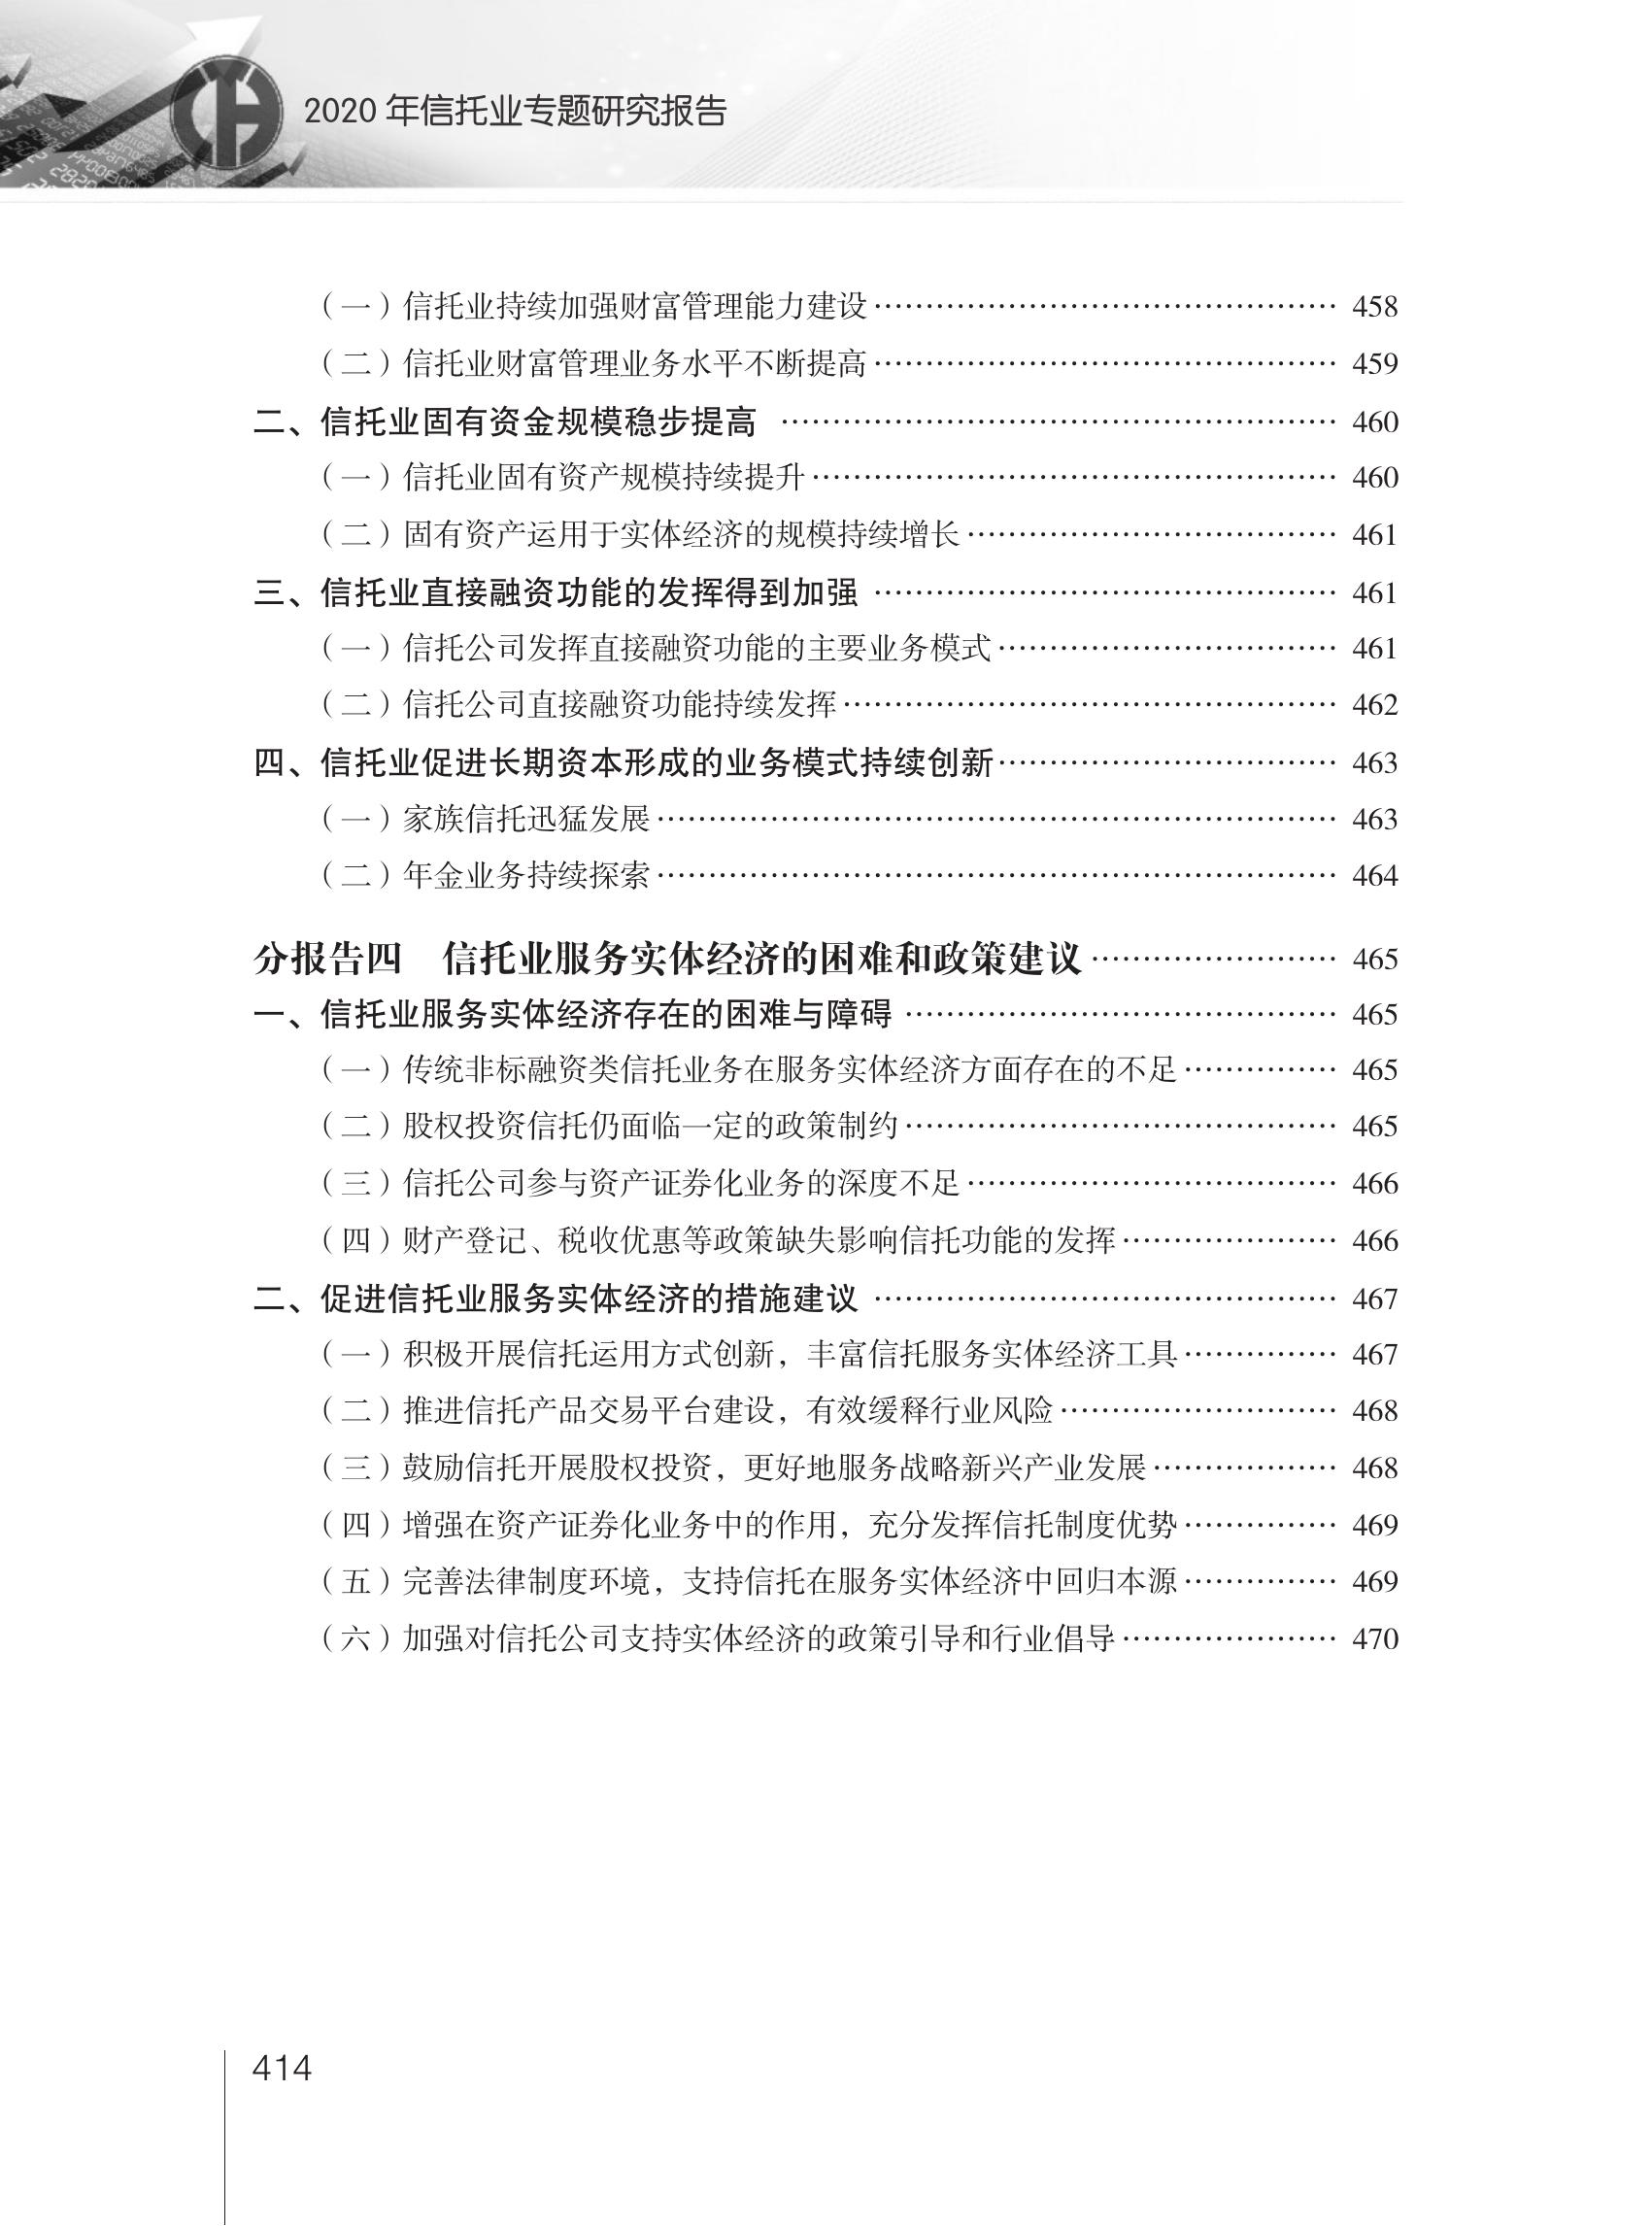 2020 年信托业专题研究报告
（一）信托业持续加强财富管理能力建设…………………………………… 458
（二）信托业财富管理业务水平不断提高…………………………………… 459
二、信托业固有资金规模稳步提高 …………………………………………… 460
（一）信托业固有资产规模持续提升………………………………………… 460
（二）固有资产运用于实体经济的规模持续增长…………………………… 461
三、信托业直接融资功能的发挥得到加强 …………………………………… 461
（一）信托公司发挥直接融资功能的主要业务模式………………………… 461
（二）信托公司直接融资功能持续发挥……………………………………… 462
四、信托业促进长期资本形成的业务模式持续创新………………………… 463
（一）家族信托迅猛发展……………………………………………………… 463
（二）年金业务持续探索……………………………………………………… 464
分报告四　信托业服务实体经济的困难和政策建议………………… 465
一、信托业服务实体经济存在的困难与障碍 ………………………………… 465
（一）传统非标融资类信托业务在服务实体经济方面存在的不足………… 465
（二）股权投资信托仍面临一定的政策制约………………………………… 465
（三）信托公司参与资产证券化业务的深度不足…………………………… 466
（四）财产登记、税收优惠等政策缺失影响信托功能的发挥……………… 466
二、促进信托业服务实体经济的措施建议 …………………………………… 467
（一）积极开展信托运用方式创新，丰富信托服务实体经济工具………… 467
（二）推进信托产品交易平台建设，有效缓释行业风险…………………… 468
（三）鼓励信托开展股权投资，更好地服务战略新兴产业发展…………… 468
（四）增强在资产证券化业务中的作用，充分发挥信托制度优势………… 469
（五）完善法律制度环境，支持信托在服务实体经济中回归本源………… 469
（六）加强对信托公司支持实体经济的政策引导和行业倡导……………… 470
414